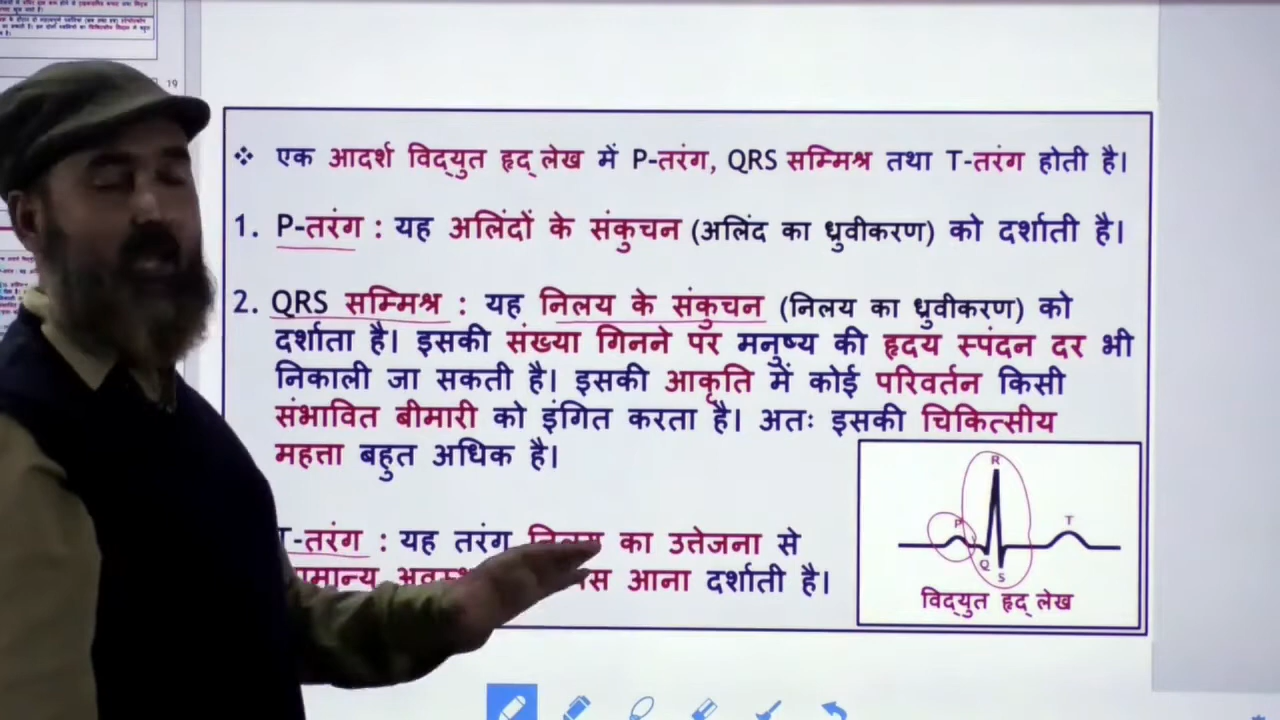 19
❖ एक आदर्श विद्युत हृद् लेख में P-तरंग, QRS सम्मिश्र तथा T-तरंग होती है।
1. P-तरंग : यह अलिंदों के संकुचन (अलिंद का ध्रुवीकरण) को दर्शाती है।
2. QRS सम्मिश्र : यह निलय के संकुचन (निलय का ध्रुवीकरण) को
दर्शाता है। इसकी संख्या गिनने पर मनुष्य की हृदय स्पंदन दर भी
निकाली जा सकती है। इसकी आकृति में कोई परिवर्तन किसी
संभावित बीमारी को इंगित करता है। अतः इसकी चिकित्सीय
महत्ता बहुत अधिक है।
T-तरंग : यह तरंग निलय का उत्तेजना से
आना दर्शाती है।
R
P
T
Q
S
विद्युत हृद् लेख